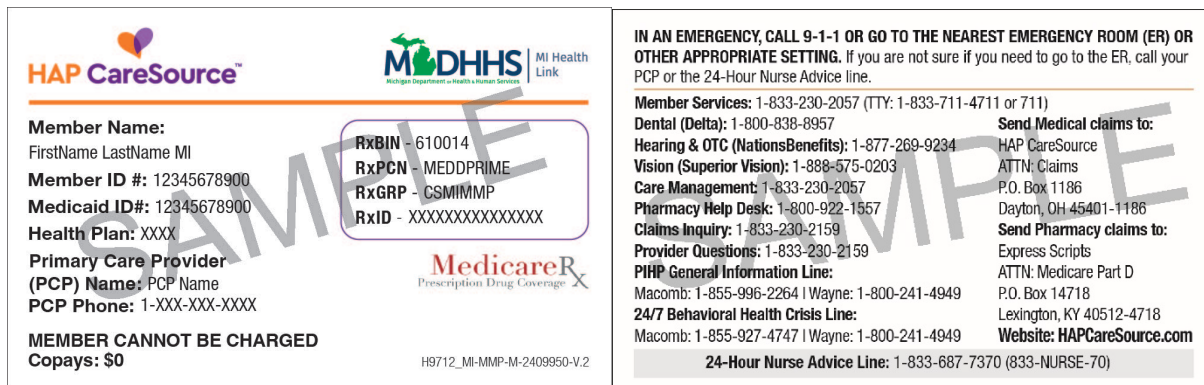 HAP CareSource™
MDHHS
Michigan Department of Health & Human Services
MI Health
Link
Member Name:
FirstName LastName MI
Member ID #: 12345678900
Medicaid ID#: 12345678900
Health Plan: XXXX
Primary Care Provider
(PCP) Name: PCP Name
PCP Phone: 1-XXX-XXX-XXXX
MEMBER CANNOT BE CHARGED
Copays: $0
RxBIN - 610014
RxPCN - MEDDPRIME
RxGRP - CSMIMMP
RxID - XXXXXXXXXXXXXXX
MedicareRx
Prescription Drug Coverage
H9712_MI-MMP-M-2409950-V.2
SAMPLE
IN AN EMERGENCY, CALL 9-1-1 OR GO TO THE NEAREST EMERGENCY ROOM (ER) OR
OTHER APPROPRIATE SETTING. If you are not sure if you need to go to the ER, call your
PCP or the 24-Hour Nurse Advice line.
Member Services: 1-833-230-2057 (TTY: 1-833-711-4711 or 711)
Dental (Delta): 1-800-838-8957
Hearing & OTC (NationsBenefits): 1-877-269-9234
Vision (Superior Vision): 1-888-575-0203
Care Management: 1-833-230-2057
Pharmacy Help Desk: 1-800-922-1557
Claims Inquiry: 1-833-230-2159
Provider Questions: 1-833-230-2159
PIHP General Information Line:
Macomb: 1-855-996-2264 | Wayne: 1-800-241-4949
24/7 Behavioral Health Crisis Line:
Macomb: 1-855-927-4747 | Wayne: 1-800-241-4949
Send Medical claims to:
HAP CareSource
ATTN: Claims
P.O. Box 1186
Dayton, OH 45401-1186
Send Pharmacy claims to:
Express Scripts
ATTN: Medicare Part D
P.O. Box 14718
Lexington, KY 40512-4718
Website: HAPCareSource.com
24-Hour Nurse Advice Line: 1-833-687-7370 (833-NURSE-70)
SAMPLE